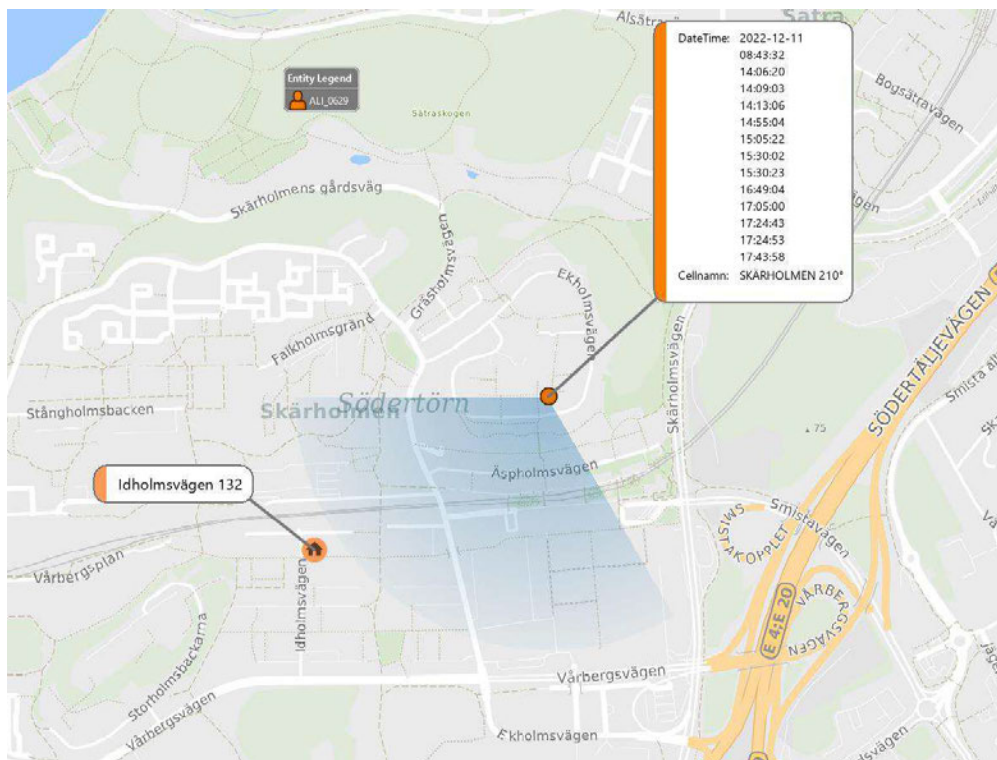 Alsätra
Sätra
DateTime: 2022-12-11
08:43:32
14:06:20
14:09:03
14:13:06
14:55:04
15:05:22
15:30:02
15:30:23
16:49:04
17:05:00
17:24:43
17:24:53
17:43:58
Cellnamn: SKÄRHOLMEN 210°
Entity Legend
ALI_0629
Sätraskogen
Bogsätravägen
Skärholmens gårdsväg
Gräsholmsvägen
Ekholmsvägen
Falkholmsgränd
Skärholmsvägen
SÖDERTÄLJEVÄGEN
Stångholmsbacken
Skärholmen
Södertörn
75
Äspholmsvägen
Idholmsvägen 132
SMISTAKOPPLET
Smistavägen
Vårbergsplan
Idholmsvägen
E 4;E 20
VÅRBERGSVÄGEN
Storholmsbackarna
Vårbergsvägen
Vårbergsvägen
Ekholmsvägen